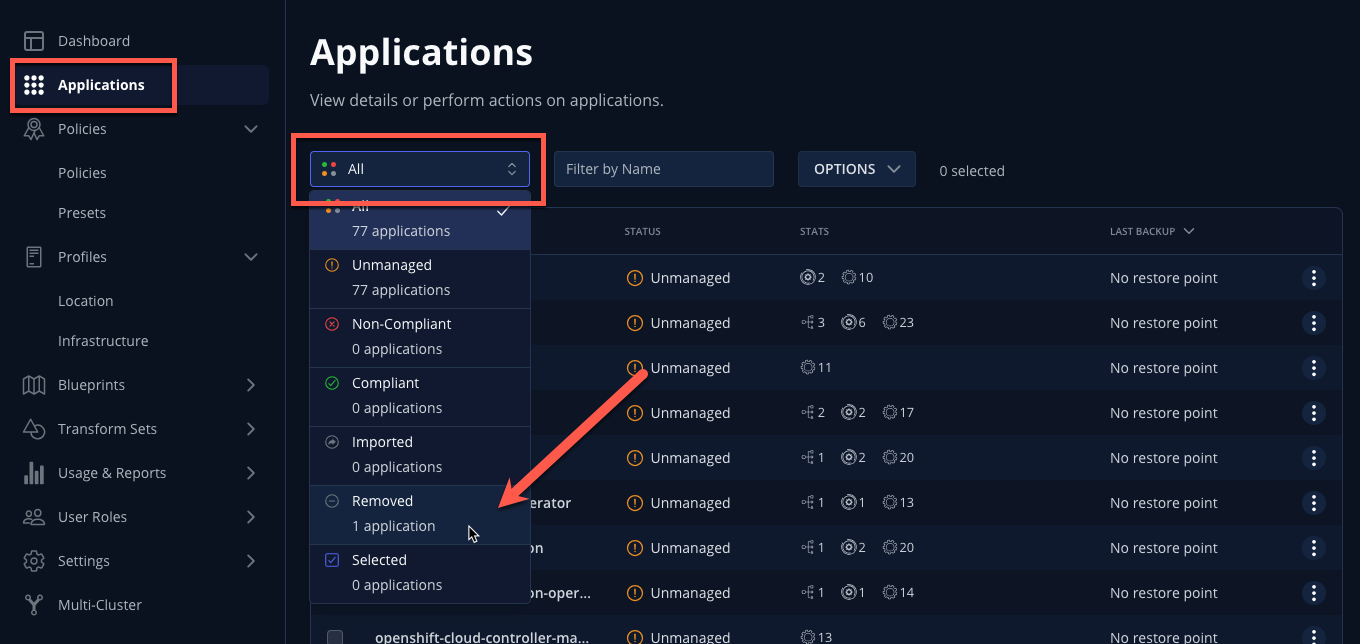 Dashboard
Applications
Policies
Policies
Presets
Profiles
Location
Infrastructure
Blueprints
Transform Sets
Usage & Reports
User Roles
Settings
Multi-Cluster
Applications
View details or perform actions on applications.
All
Filter by Name
OPTIONS
0 selected
All
77 applications
Unmanaged
77 applications
Non-Compliant
0 applications
Compliant
0 applications
Imported
0 applications
Removed
1 application
Selected
0 applications
STATUS STATS LAST BACKUP
Unmanaged 2 10 No restore point
Unmanaged 3 6 23 No restore point
Unmanaged 11 No restore point
Unmanaged 2 2 17 No restore point
Unmanaged 1 2 20 No restore point
erator Unmanaged 1 1 13 No restore point
on Unmanaged 1 2 20 No restore point
on-oper... Unmanaged 1 1 14 No restore point
openshift-cloud-controller-ma... Unmanaged 13 No restore point